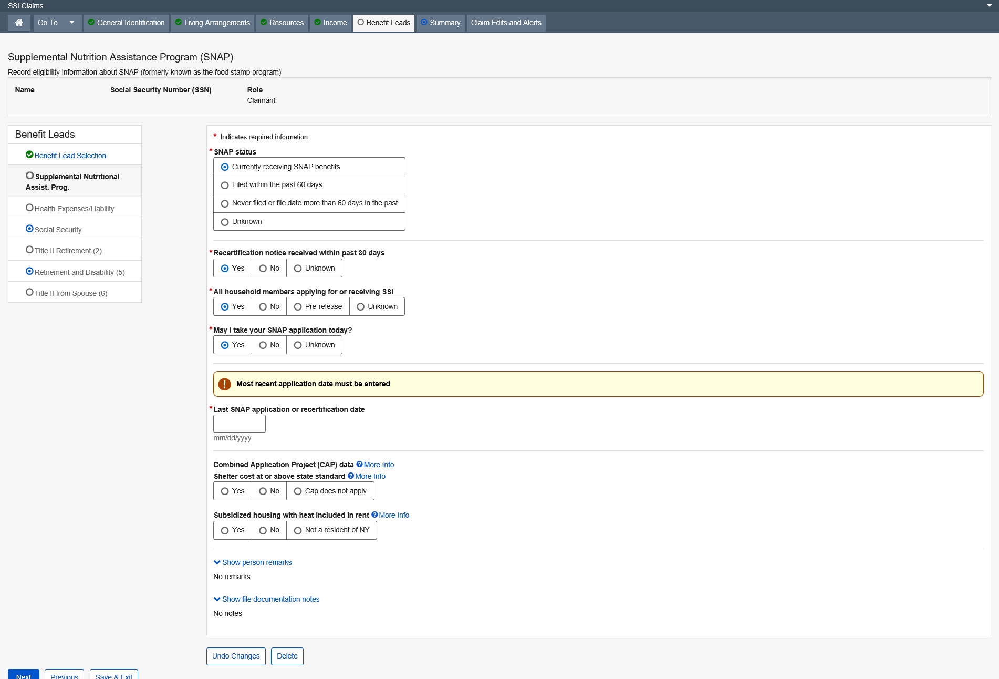 SSI Claims
Go To
General Identification
Living Arrangements
Resources
Income
Benefit Leads
Summary
Claim Edits and Alerts
Supplemental Nutrition Assistance Program (SNAP)
Record eligibility information about SNAP (formerly known as the food stamp program)
Name
Social Security Number (SSN)
Role
Claimant
Benefit Leads
Benefit Lead Selection
Supplemental Nutritional
Assist. Prog.
Health Expenses/Liability
Social Security
Title II Retirement (2)
Retirement and Disability (5)
Title II from Spouse (6)
* Indicates required information
*SNAP status
Currently receiving SNAP benefits
Filed within the past 60 days
Never filed or file date more than 60 days in the past
Unknown
*Recertification notice received within past 30 days
Yes No Unknown
*All household members applying for or receiving SSI
Yes No Pre-release Unknown
*May I take your SNAP application today?
Yes No Unknown
Most recent application date must be entered
*Last SNAP application or recertification date
mm/dd/yyyy
Combined Application Project (CAP) data More Info
Shelter cost at or above state standard More Info
Yes No Cap does not apply
Subsidized housing with heat included in rent More Info
Yes No Not a resident of NY
Show person remarks
No remarks
Show file documentation notes
No notes
Undo Changes Delete
Next Previous Save & Exit